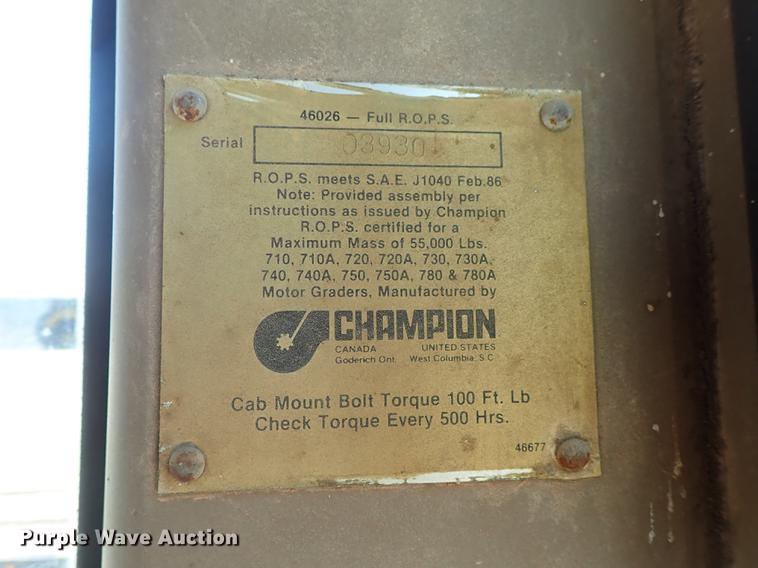 46026 — Full R.O.P.S.
Serial 03930
R.O.P.S. meets S.A.E. J1040 Feb.86
Note: Provided assembly per
instructions as issued by Champion
R.O.P.S. certified for a
Maximum Mass of 55,000 Lbs.
710, 710A, 720, 720A, 730, 730A,
740, 740A, 750, 750A, 780 & 780A
Motor Graders, Manufactured by
CHAMPION
CANADA UNITED STATES
Goderich Ont. West Columbia, S.C
Cab Mount Bolt Torque 100 Ft. Lb
Check Torque Every 500 Hrs.
46677
Purple Wave Auction